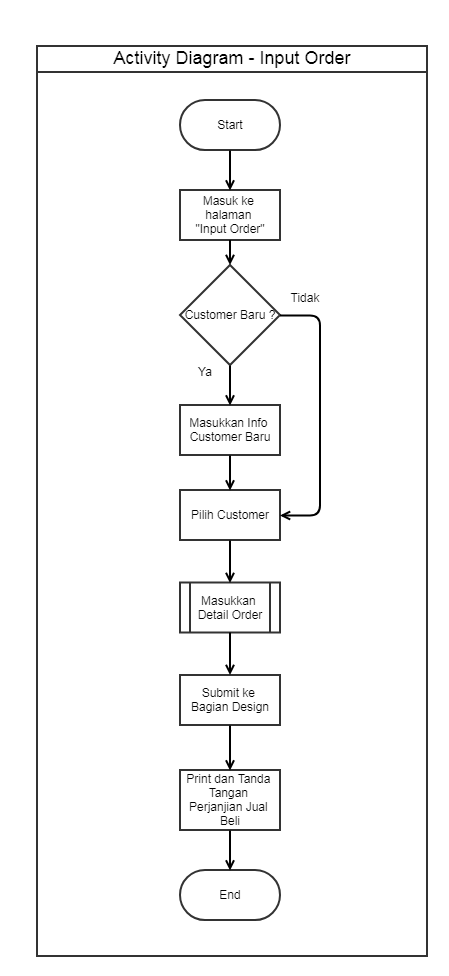 Activity Diagram - Input Order
Start
Masuk ke
halaman
"Input Order"
Customer Baru ?
Tidak
Ya
Masukkan Info
Customer Baru
Pilih Customer
Masukkan
Detail Order
Submit ke
Bagian Design
Print dan Tanda
Tangan
Perjanjian Jual
Beli
End